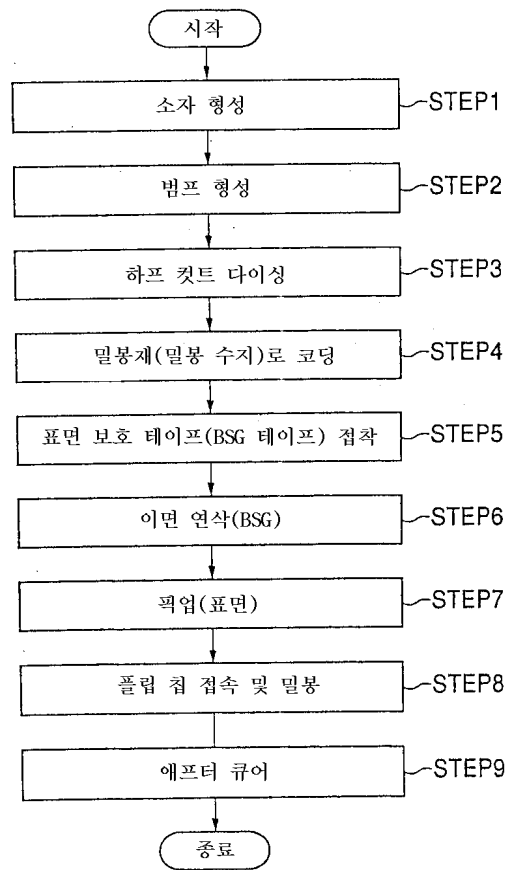 시작
소자 형성
STEP1
범프 형성
STEP2
하프 컷트 다이싱
STEP3
밀봉재(밀봉 수지)로 코딩
STEP4
표면 보호 테이프(BSG 테이프) 접착
STEP5
이면 연삭(BSG)
STEP6
픽업(표면)
STEP7
플립 칩 접속 및 밀봉
STEP8
애프터 큐어
STEP9
종료